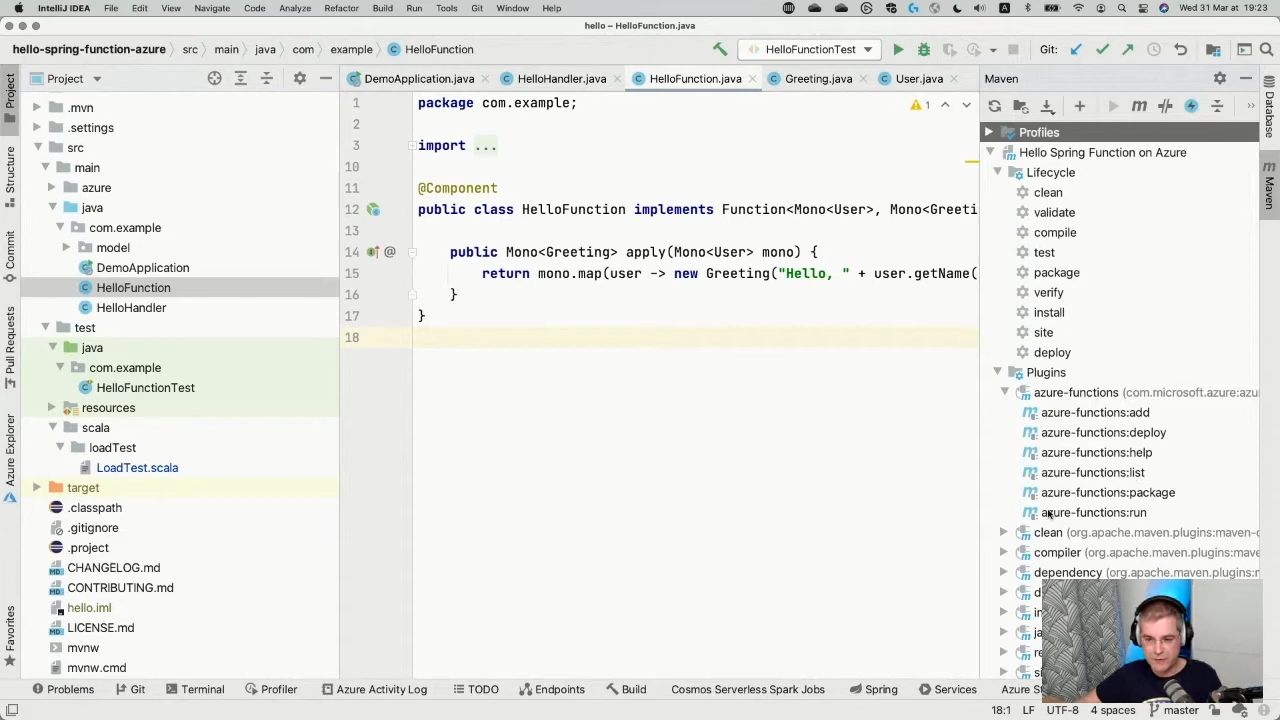 IntelliJ IDEA File Edit View Navigate Code Analyze Refactor Build Run Tools Git Window Help Wed 31 Mar at 19:23
hello – HelloFunction.java
hello-spring-function-azure src main java com example HelloFunction HelloFunctionTest Git:
Project
DemoApplication.java HelloHandler.java HelloFunction.java Greeting.java User.java
Maven
.mvn
.settings
src
main
azure
java
com.example
model
DemoApplication
HelloFunction
HelloHandler
test
java
com.example
HelloFunctionTest
resources
scala
loadTest
LoadTest.scala
target
.classpath
.gitignore
.project
CHANGELOG.md
CONTRIBUTING.md
hello.iml
LICENSE.md
mvnw
mvnw.cmd
1 package com.example;
2
3 import ...
10
11 @Component
12 public class HelloFunction implements Function<Mono<User>, Mono<Greeti
13
14 public Mono<Greeting> apply(Mono<User> mono) {
15 return mono.map(user -> new Greeting("Hello, " + user.getName(
16 }
17 }
18
1
Profiles
Hello Spring Function on Azure
Lifecycle
clean
validate
compile
test
package
verify
install
site
deploy
Plugins
azure-functions (com.microsoft.azure:azu
azure-functions:add
azure-functions:deploy
azure-functions:help
azure-functions:list
azure-functions:package
azure-functions:run
clean (org.apache.maven.plugins:maven-c
compiler (org.apache.maven.plugins:mave
dependency (org.apache.maven.plugins:m
Project
Structure
Commit
Pull Requests
Azure Explorer
Favorites
Database
Maven
Problems Git Terminal Profiler Azure Activity Log TODO Endpoints Build Cosmos Serverless Spark Jobs Spring Services
18:1 LF UTF-8 4 spaces master